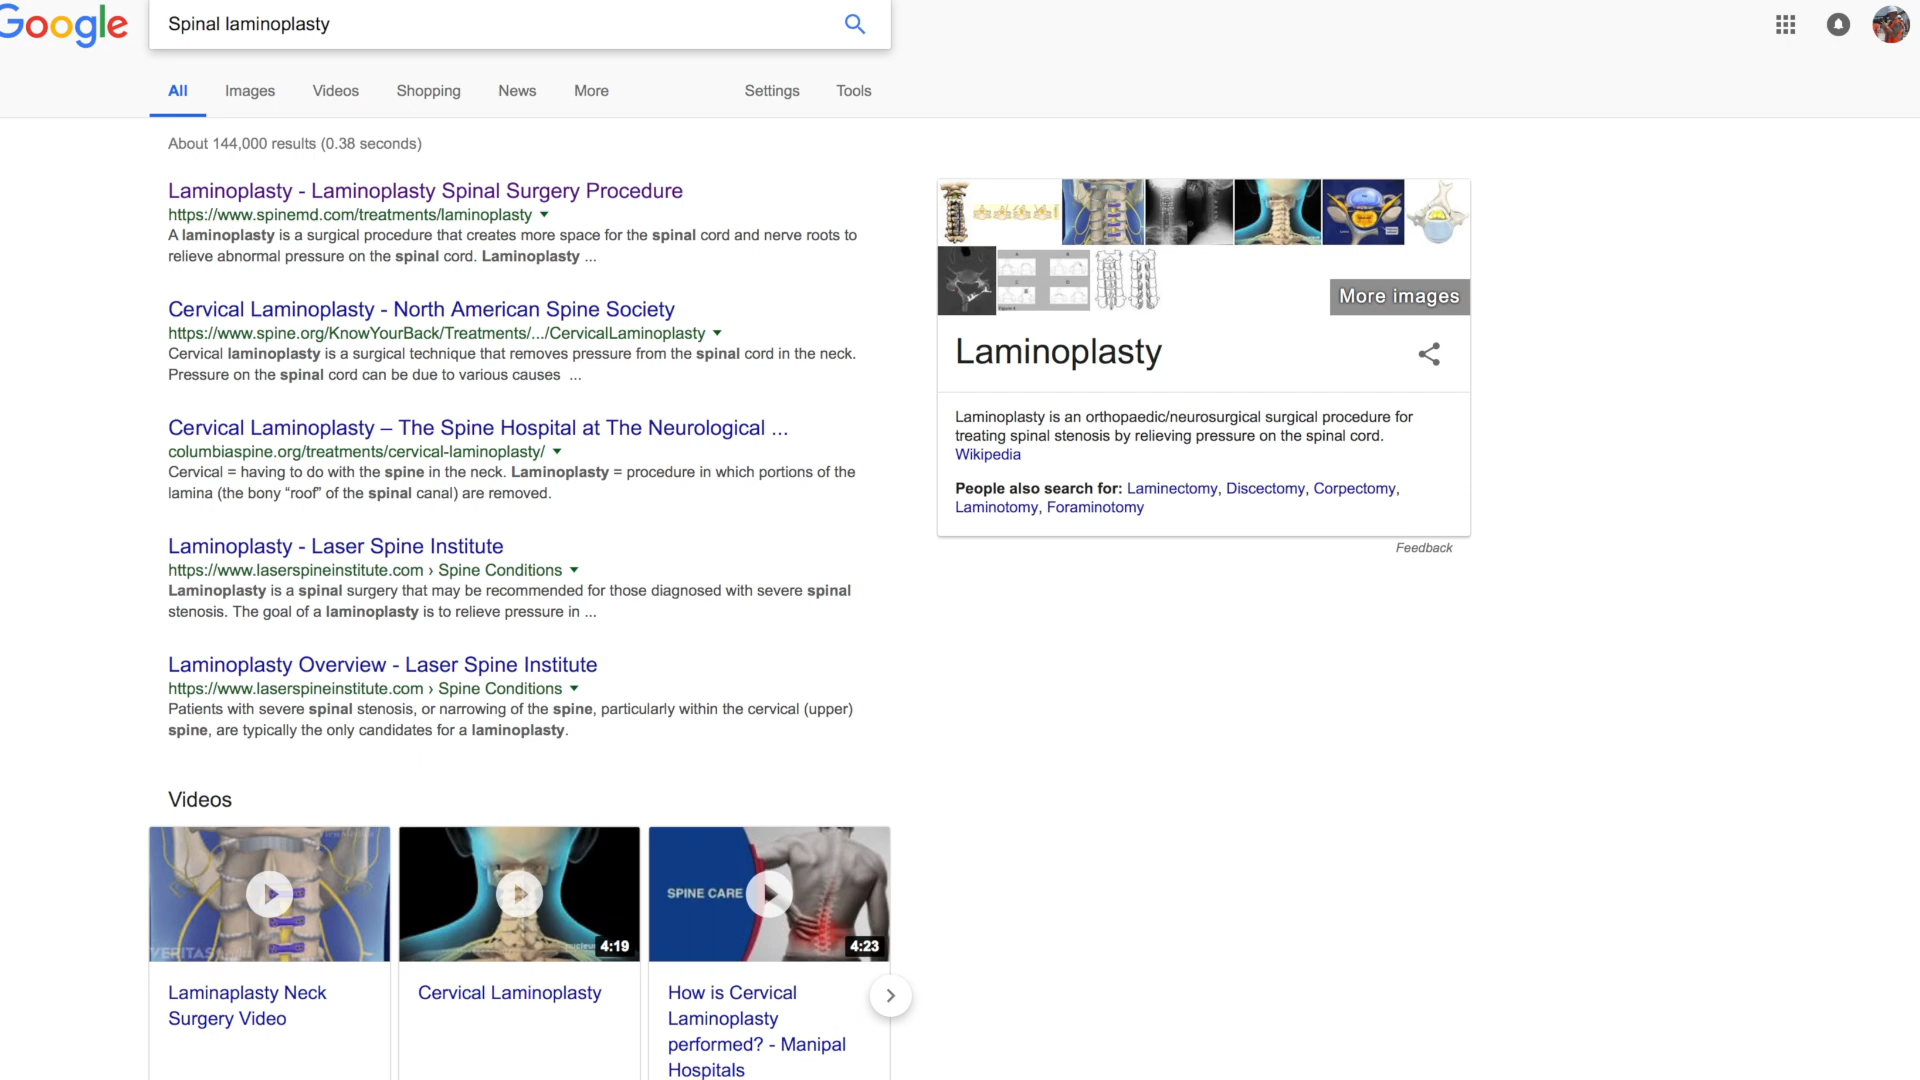 Google
Spinal laminoplasty
All Images Videos Shopping News More Settings Tools
About 144,000 results (0.38 seconds)
Laminoplasty - Laminoplasty Spinal Surgery Procedure
https://www.spinemd.com/treatments/laminoplasty
A laminoplasty is a surgical procedure that creates more space for the spinal cord and nerve roots to
relieve abnormal pressure on the spinal cord. Laminoplasty ...
Cervical Laminoplasty - North American Spine Society
https://www.spine.org/KnowYourBack/Treatments/.../CervicalLaminoplasty
Cervical laminoplasty is a surgical technique that removes pressure from the spinal cord in the neck.
Pressure on the spinal cord can be due to various causes ...
Cervical Laminoplasty – The Spine Hospital at The Neurological ...
columbiaspine.org/treatments/cervical-laminoplasty/
Cervical = having to do with the spine in the neck. Laminoplasty = procedure in which portions of the
lamina (the bony “roof” of the spinal canal) are removed.
Laminoplasty - Laser Spine Institute
https://www.laserspineinstitute.com › Spine Conditions
Laminoplasty is a spinal surgery that may be recommended for those diagnosed with severe spinal
stenosis. The goal of a laminoplasty is to relieve pressure in ...
Laminoplasty Overview - Laser Spine Institute
https://www.laserspineinstitute.com › Spine Conditions
Patients with severe spinal stenosis, or narrowing of the spine, particularly within the cervical (upper)
spine, are typically the only candidates for a laminoplasty.
More images
Laminoplasty
Laminoplasty is an orthopaedic/neurosurgical surgical procedure for
treating spinal stenosis by relieving pressure on the spinal cord.
Wikipedia
People also search for: Laminectomy, Discectomy, Corpectomy,
Laminotomy, Foraminotomy
Feedback
Videos
VERITAS
4:19
SPINE CARE
4:23
Laminaplasty Neck
Surgery Video
Cervical Laminoplasty
How is Cervical
Laminoplasty
performed? - Manipal
Hospitals